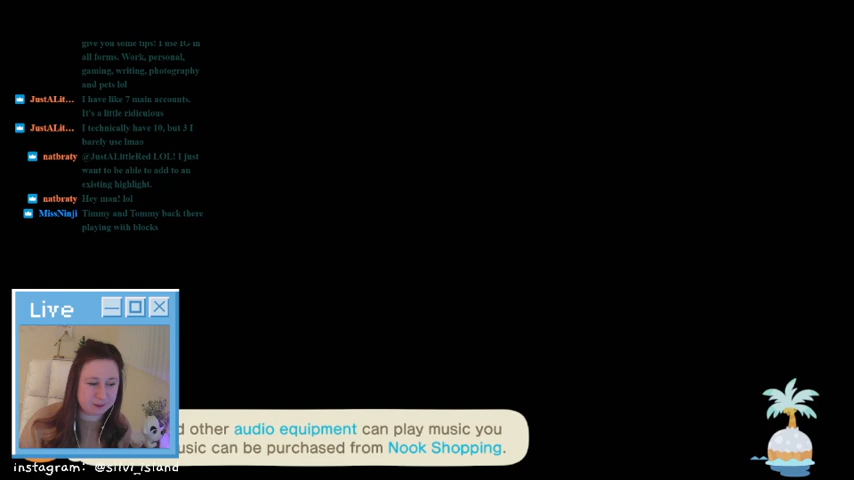 give you some tips! I use IG in
all forms. Work, personal,
gaming, writing, photography
and pets lol
JustALit... I have like 7 main accounts.
It's a little ridiculous
JustALit... I technically have 10, but 3 I
barely use lmao
natbraty @JustALittleRed LOL! I just
want to be able to add to an
existing highlight.
natbraty Hey man! lol
MissNinji Timmy and Tommy back there
playing with blocks
Live
d other audio equipment can play music you
usic can be purchased from Nook Shopping.
instagram: @silvi_island